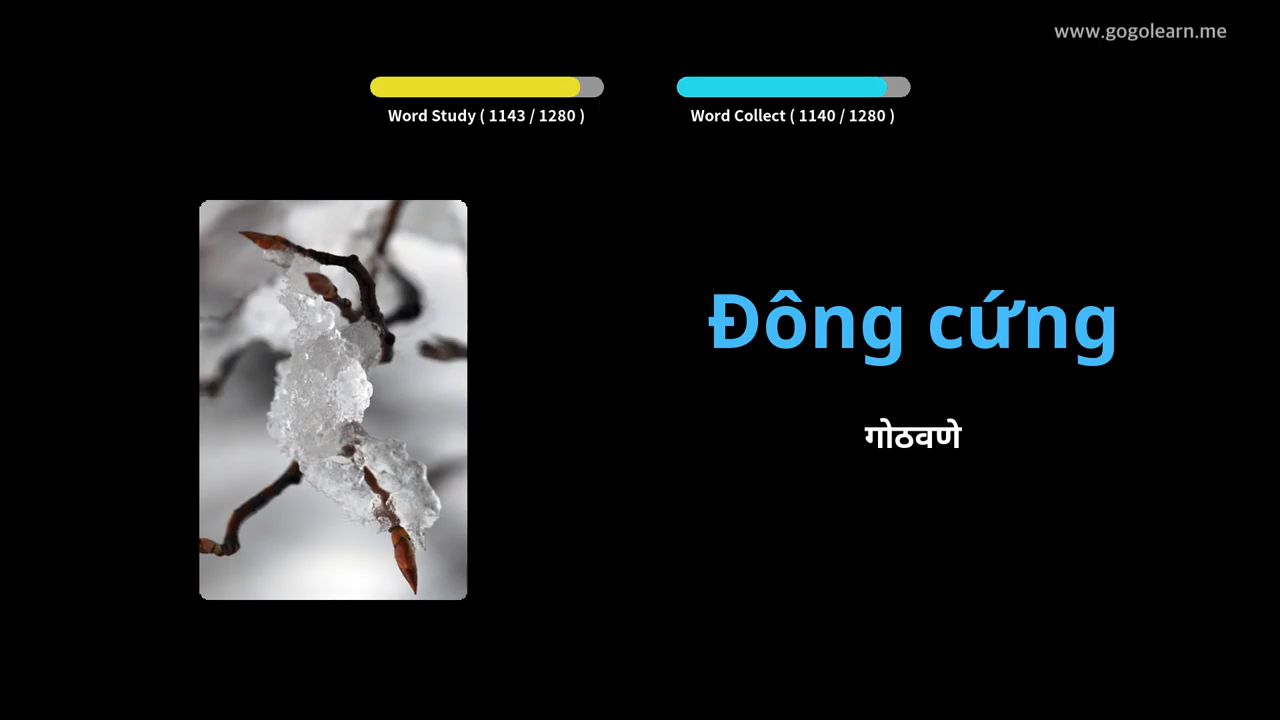 www.gogolearn.me
Word Study ( 1143 / 1280 )
Word Collect ( 1140 / 1280 )
Đông cứng
गोठवणे